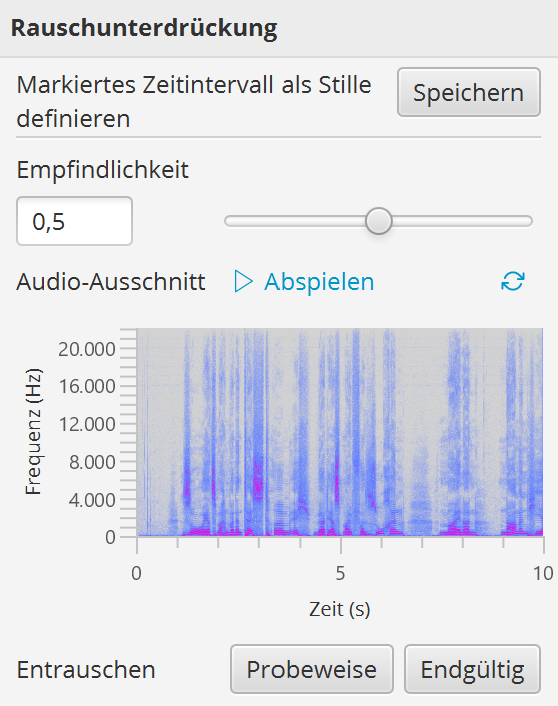 Rauschunterdrückung
Markiertes Zeitintervall als Stille
definieren
Speichern
Empfindlichkeit
0,5
Audio-Ausschnitt
Abspielen
Frequenz (Hz)
20.000
16.000
12.000
8.000
4.000
0
0
5
10
Zeit (s)
Entrauschen
Probeweise
Endgültig